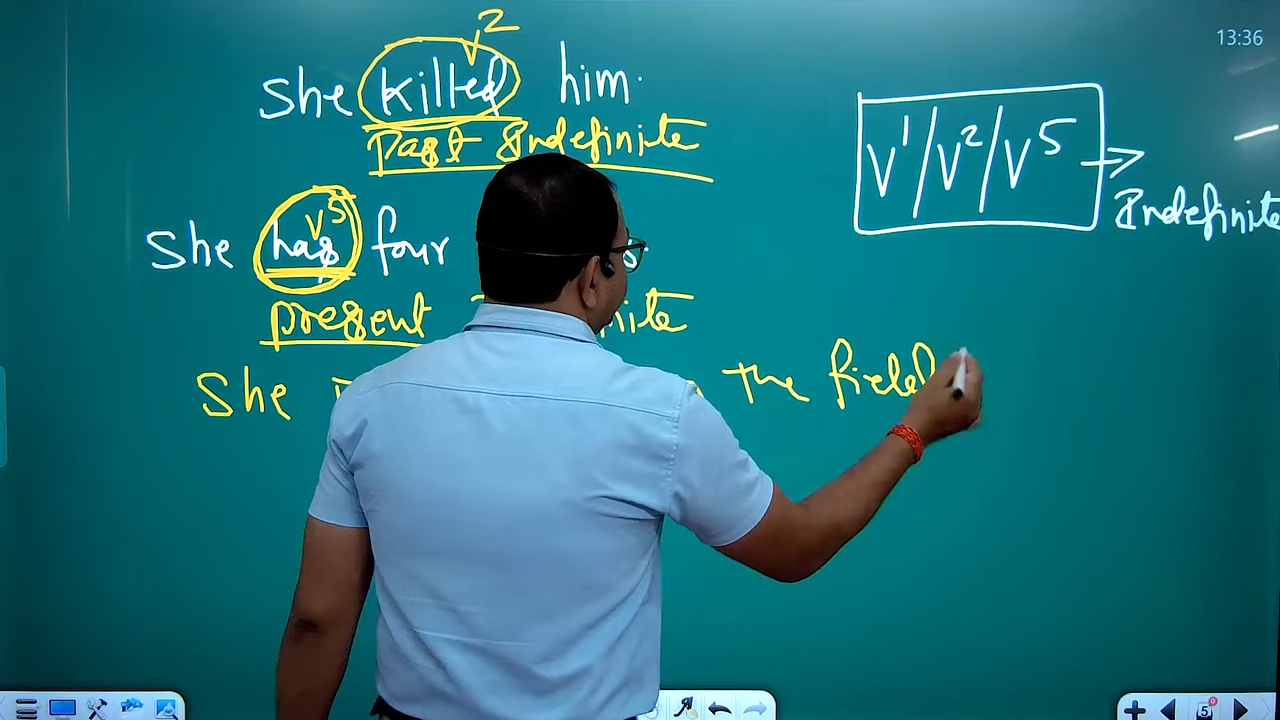 13:36
V2
She killed him.
Past Indefinite
V1/V2/V5 →
Indefinite
V5
She has four
present
She the field
5